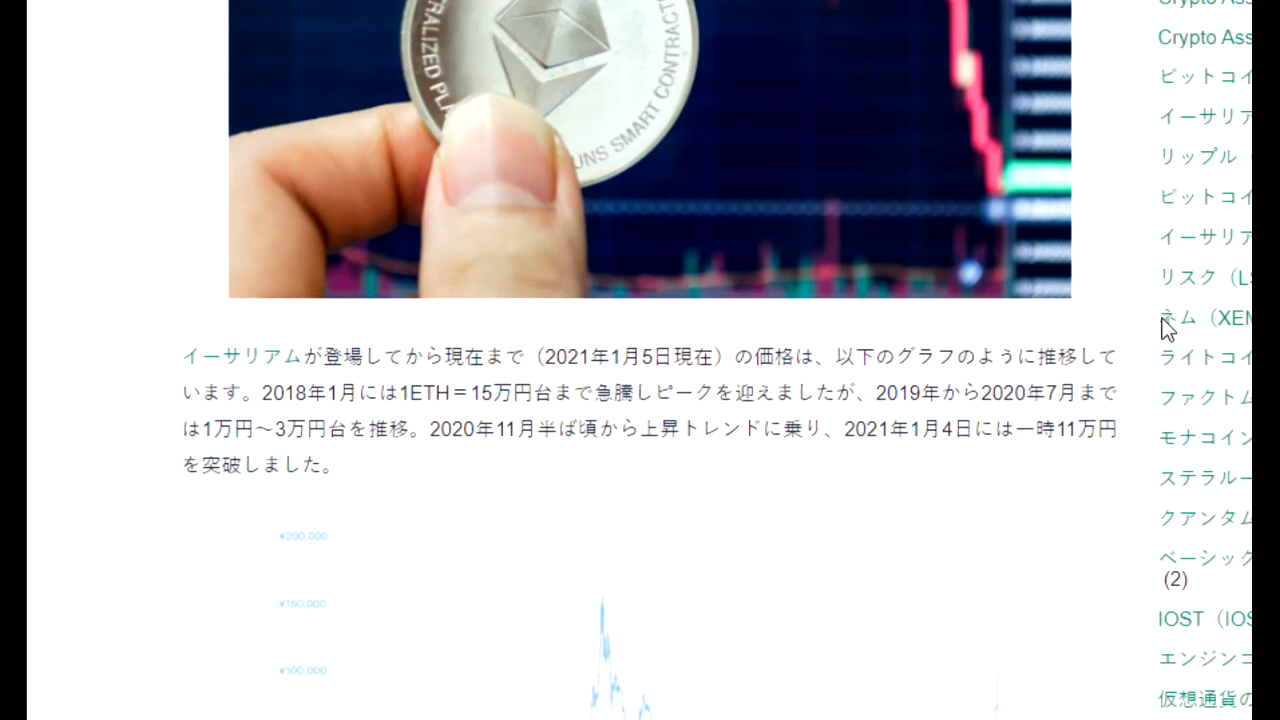 RALIZED PLA
UNS SMART CONTRACT
イーサリアムが登場してから現在まで（2021年1月5日現在）の価格は、以下のグラフのように推移して
います。2018年1月には1ETH＝15万円台まで急騰しピークを迎えましたが、2019年から2020年7月まで
は1万円〜3万円台を推移。2020年11月半ば頃から上昇トレンドに乗り、2021年1月4日には一時11万円
を突破しました。
¥200,000
¥150,000
¥100,000
Crypto Ass
Crypto Ass
ビットコイ
イーサリア
リップル（
ビットコイ
イーサリア
リスク（LS
ネム（XEM
ライトコイ
ファクトム
モナコイン
ステラルー
クアンタム
ベーシック
(2)
IOST（IOS
エンジンコ
仮想通貨の